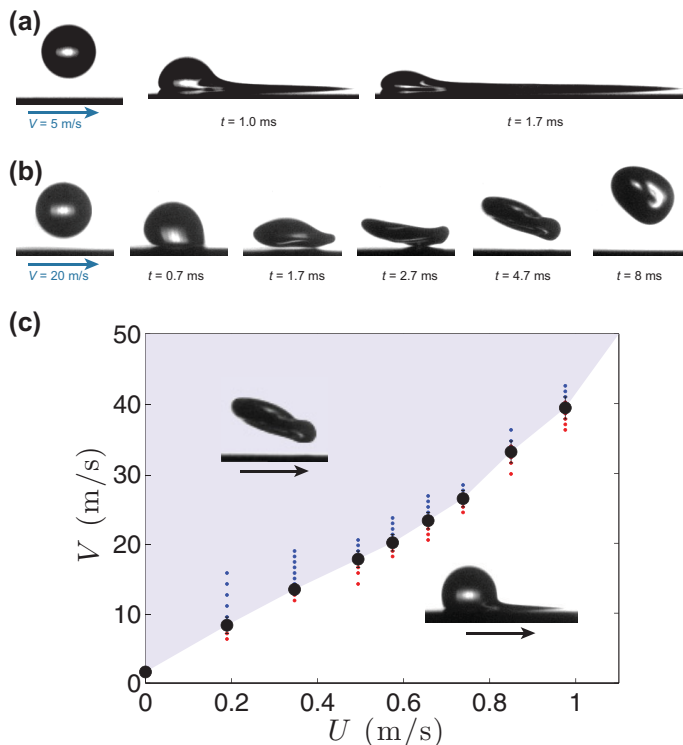 (a)
V = 5 m/s
t = 1.0 ms
t = 1.7 ms
(b)
V = 20 m/s
t = 0.7 ms
t = 1.7 ms
t = 2.7 ms
t = 4.7 ms
t = 8 ms
(c)
50
40
30
20
10
0
V (m/s)
0 0.2 0.4 0.6 0.8 1
U (m/s)